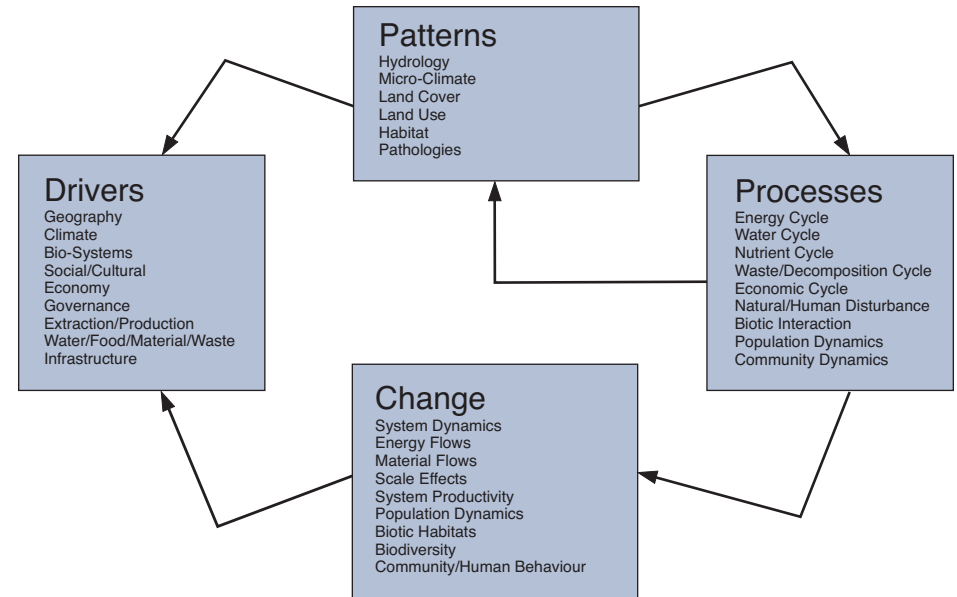 Patterns
Hydrology
Micro-Climate
Land Cover
Land Use
Habitat
Pathologies
Drivers
Geography
Climate
Bio-Systems
Social/Cultural
Economy
Governance
Extraction/Production
Water/Food/Material/Waste
Infrastructure
Processes
Energy Cycle
Water Cycle
Nutrient Cycle
Waste/Decomposition Cycle
Economic Cycle
Natural/Human Disturbance
Biotic Interaction
Population Dynamics
Community Dynamics
Change
System Dynamics
Energy Flows
Material Flows
Scale Effects
System Productivity
Population Dynamics
Biotic Habitats
Biodiversity
Community/Human Behaviour